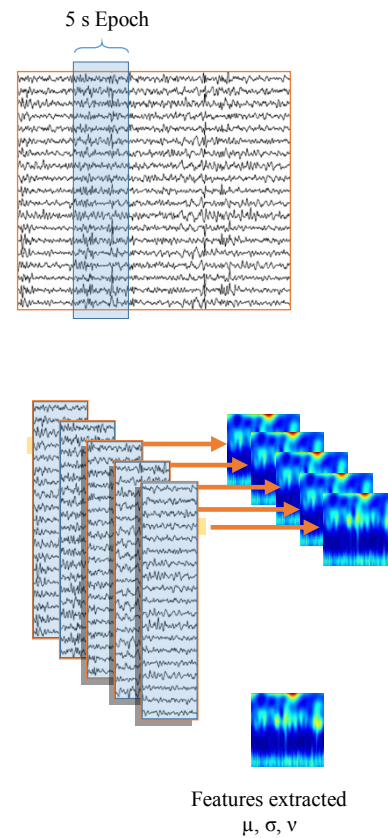 5 s Epoch
Features extracted
μ, σ, ν